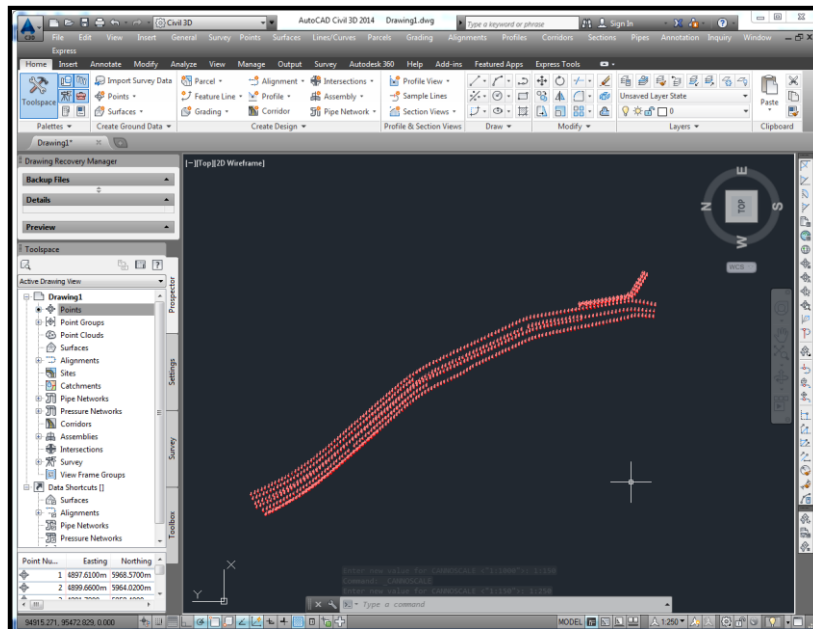 Civil 3D
AutoCAD Civil 3D 2014 Drawing1.dwg
Type a keyword or phrase
Sign In
File Edit View Insert General Survey Points Surfaces Lines/Curves Parcels Grading Alignments Profiles Corridors Sections Pipes Annotation Inquiry Window
Express
Home Insert Annotate Modify Analyze View Manage Output Survey Autodesk 360 Help Add-ins Featured Apps Express Tools
Toolspace
Import Survey Data
Points
Surfaces
Parcel
Feature Line
Grading
Alignment
Profile
Corridor
Intersections
Assembly
Pipe Network
Profile View
Sample Lines
Section Views
Unsaved Layer State
0
Paste
Palettes Create Ground Data Create Design Profile & Section Views Draw Modify Layers Clipboard
Drawing1*
Drawing Recovery Manager
Backup Files
Details
Preview
Toolspace
Active Drawing View
Drawing1
Points
Point Groups
Point Clouds
Surfaces
Alignments
Sites
Catchments
Pipe Networks
Pressure Networks
Corridors
Assemblies
Intersections
Survey
View Frame Groups
Data Shortcuts []
Surfaces
Alignments
Pipe Networks
Pressure Networks
Prospector
Settings
Survey
Toolbox
Point Nu... Easting Northing
1 4897.6100m 5968.5700m
2 4899.6600m 5964.0200m
[−][Top][2D Wireframe]
E
N
TOP
S
W
WCS
X
Y
Command: _CANNOSCALE
Type a command
94915.271, 95472.829, 0.000
MODEL
1:250